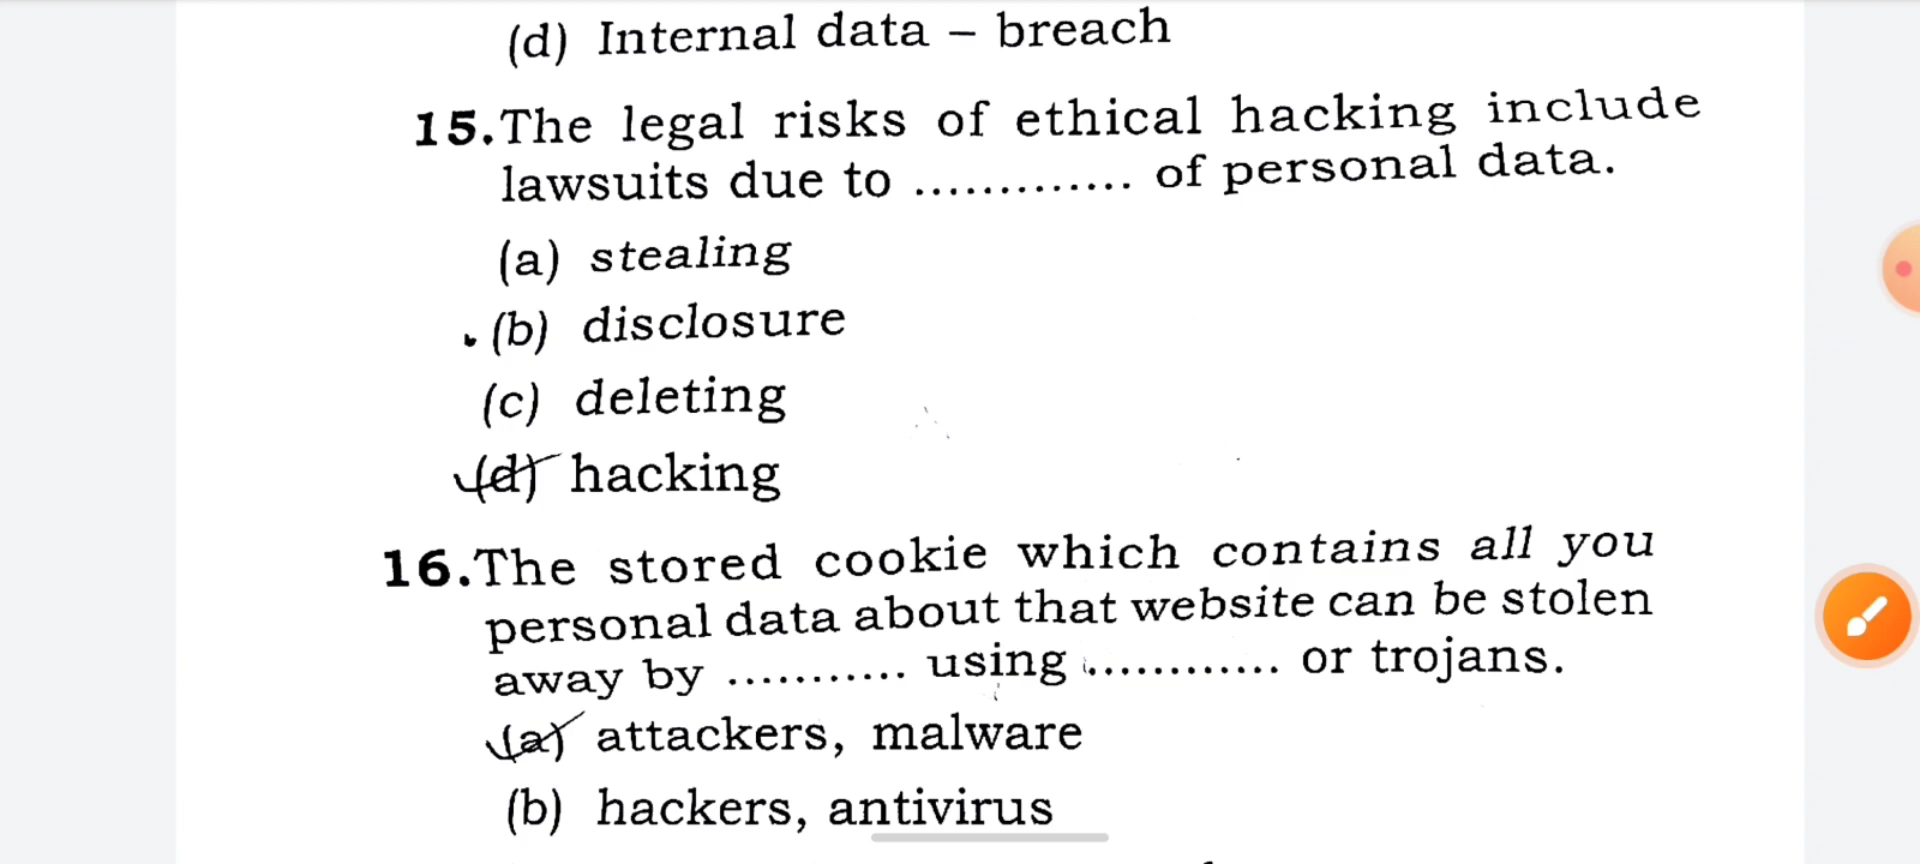 (d) Internal data – breach
15. The legal risks of ethical hacking include
lawsuits due to ............. of personal data.
(a) stealing
(b) disclosure
(c) deleting
(d) hacking
16. The stored cookie which contains all you
personal data about that website can be stolen
away by ........... using ............ or trojans.
(a) attackers, malware
(b) hackers, antivirus